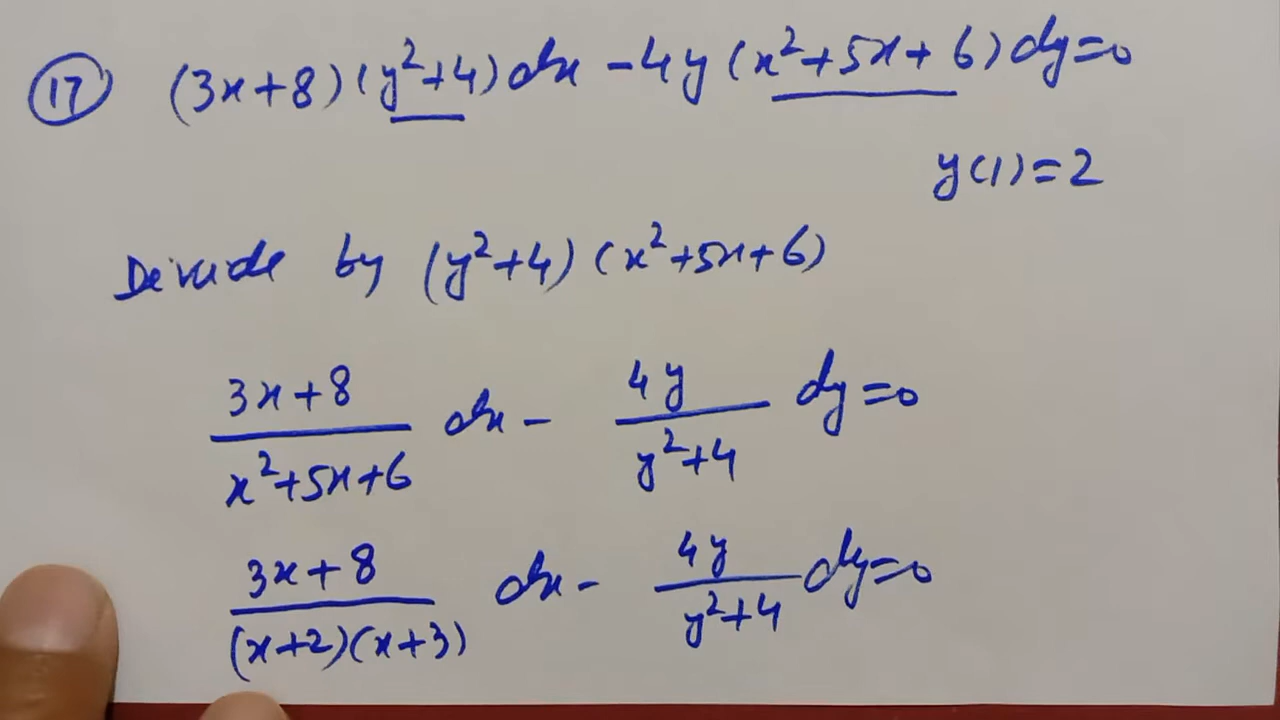 17 (3x+8)(y²+4)dx - 4y(x²+5x+6)dy=0
y(1)=2
Devide by (y²+4)(x²+5x+6)
3x+8/x²+5x+6 dx - 4y/y²+4 dy=0
3x+8/(x+2)(x+3) dx - 4y/y²+4 dy=0